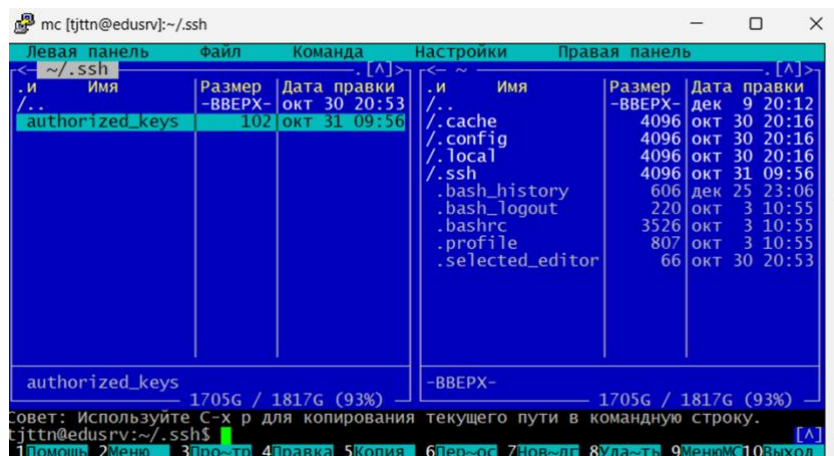 mc [tjttn@edusrv]:~/.ssh
Левая панель Файл Команда Настройки Правая панель
<— ~/.ssh .[^]> <— ~ .[^]>
.и Имя Размер Дата правки .и Имя Размер Дата правки
/.. -ВВЕРХ- окт 30 20:53 /.. -ВВЕРХ- дек 9 20:12
authorized_keys 102 окт 31 09:56 /.cache 4096 окт 30 20:16
/.config 4096 окт 30 20:16
/.local 4096 окт 30 20:16
/.ssh 4096 окт 31 09:56
.bash_history 606 дек 25 23:06
.bash_logout 220 окт 3 10:55
.bashrc 3526 окт 3 10:55
.profile 807 окт 3 10:55
.selected_editor 66 окт 30 20:53
authorized_keys -ВВЕРХ-
1705G / 1817G (93%) 1705G / 1817G (93%)
Совет: Используйте C-x p для копирования текущего пути в командную строку.
tjttn@edusrv:~/.ssh$ [^]
1Помощь 2Меню 3Про~тр 4Правка 5Копия 6Пер~ос 7Нов~лг 8Уда~ть 9МенюMC 10Выход